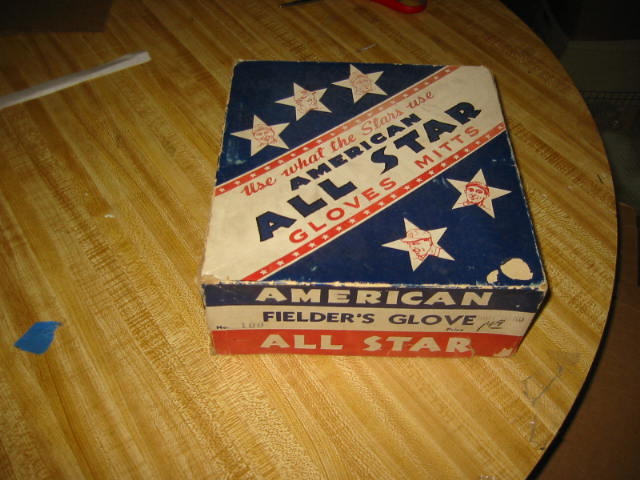 Use what the Stars use
AMERICAN
ALL STAR
GLOVES MITTS
AMERICAN
FIELDER'S GLOVE
No. 100 Price
ALL STAR